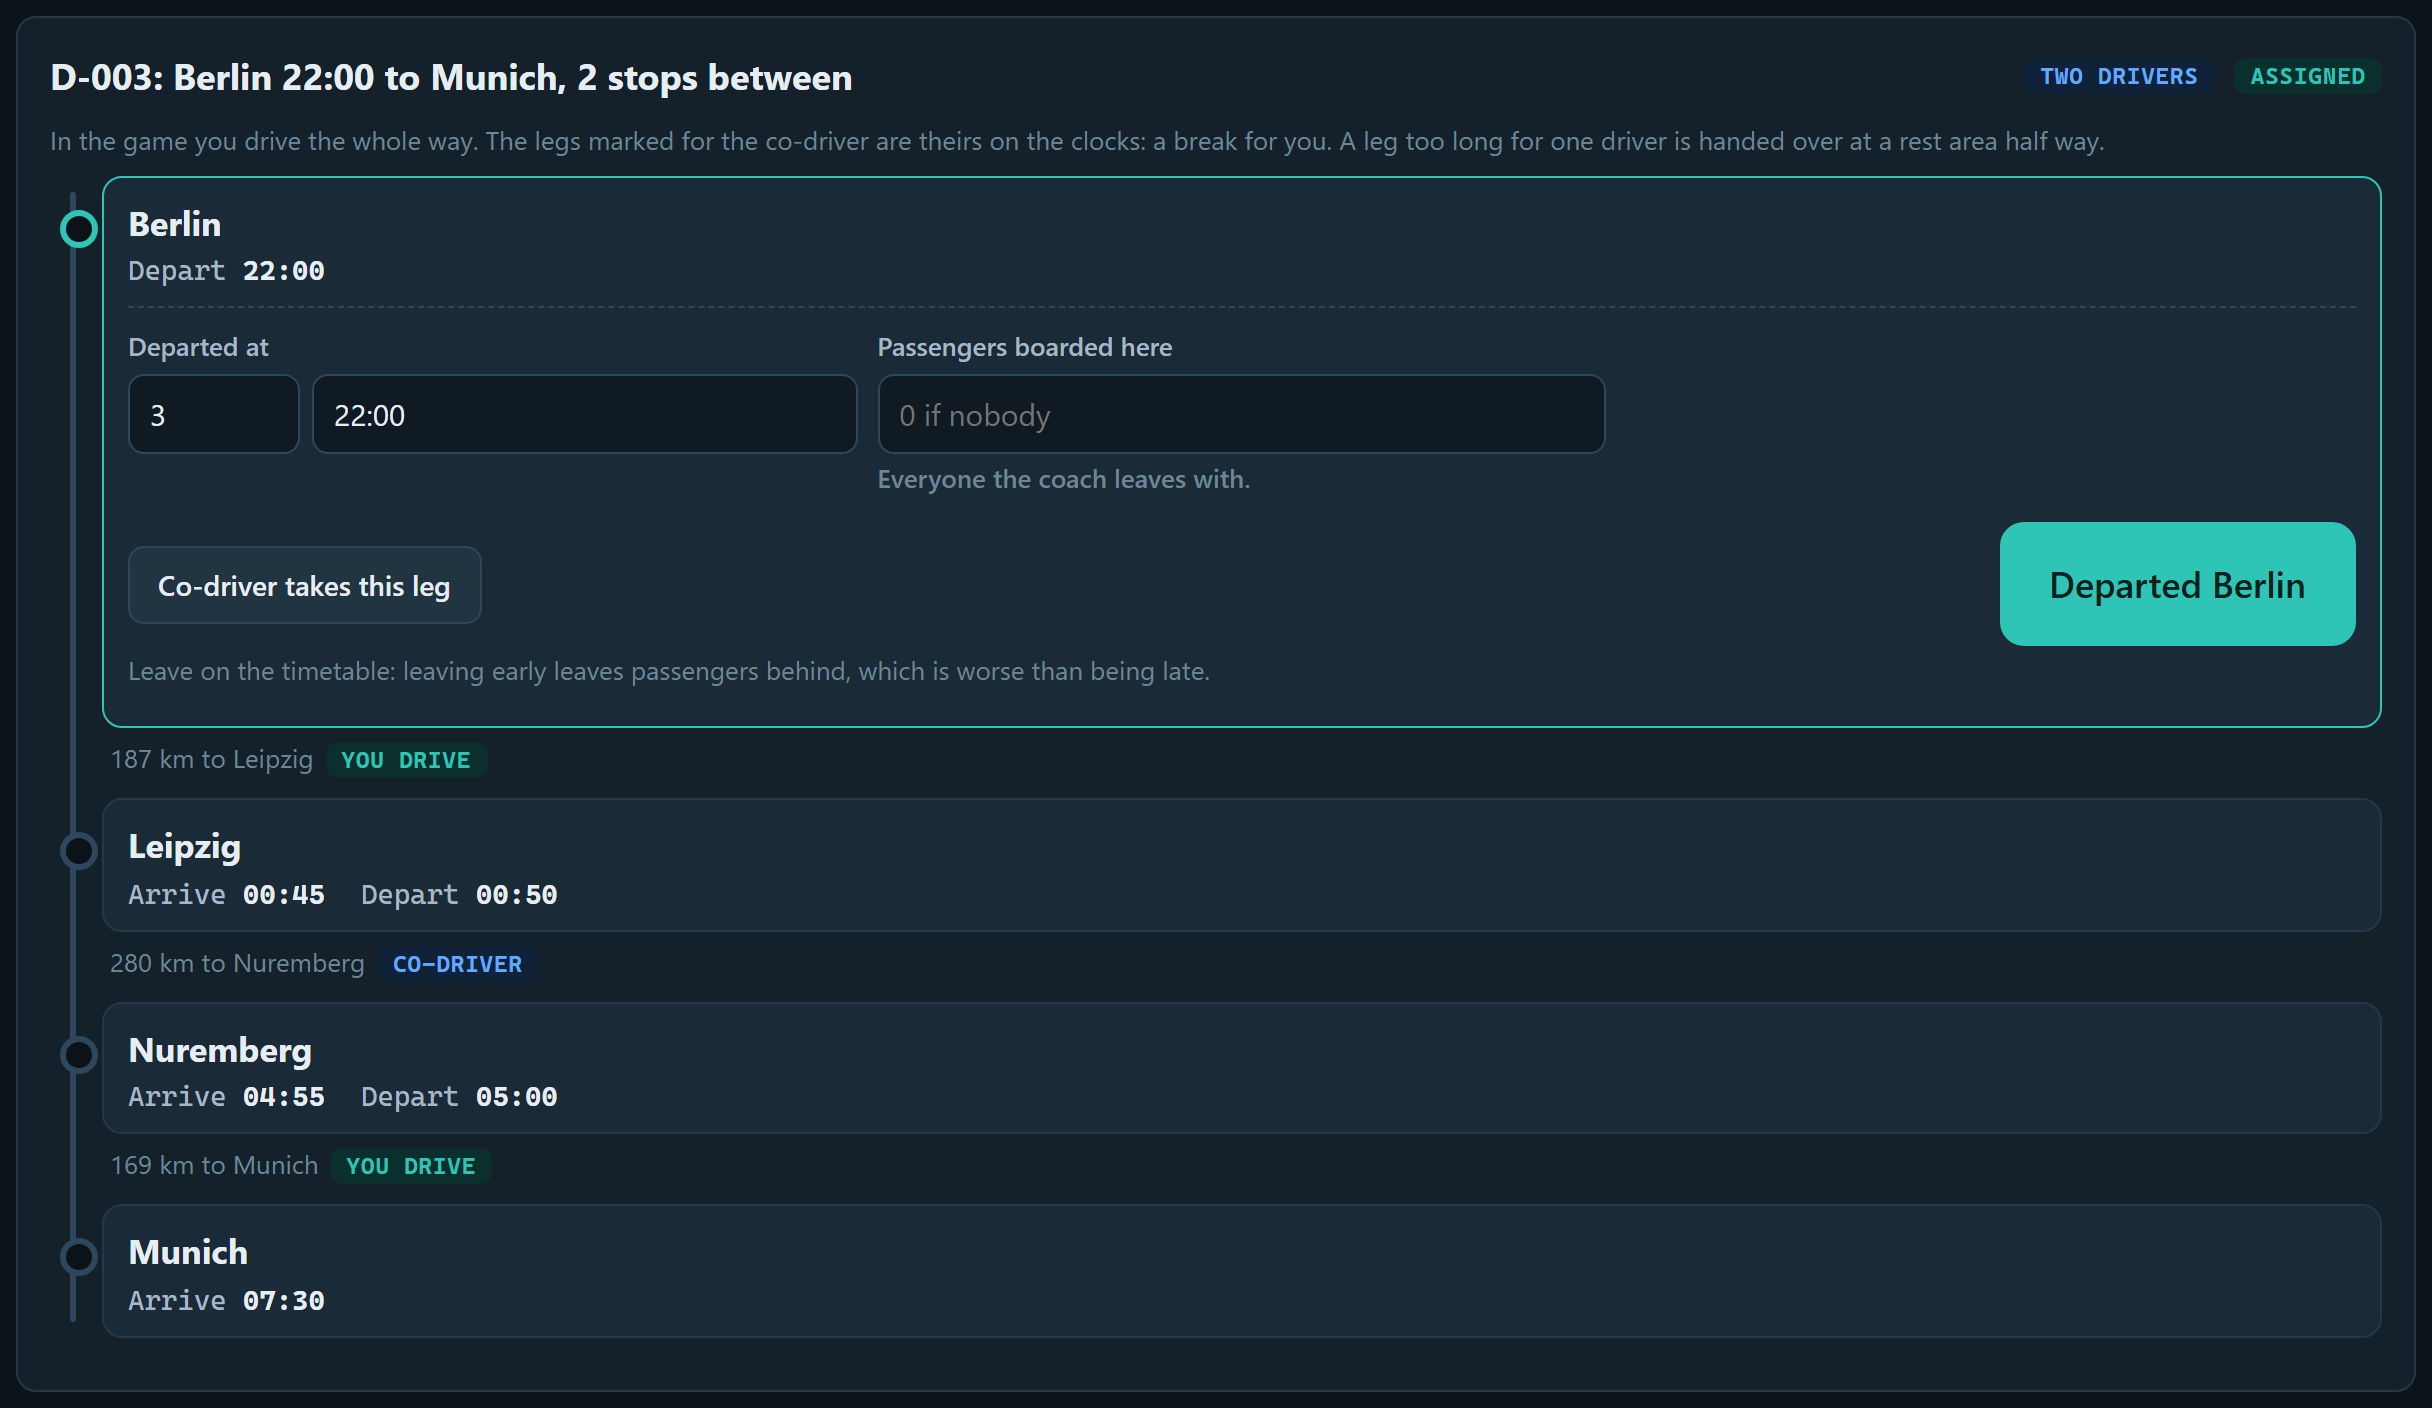 D-003: Berlin 22:00 to Munich, 2 stops between
TWO DRIVERS
ASSIGNED
In the game you drive the whole way. The legs marked for the co-driver are theirs on the clocks: a break for you. A leg too long for one driver is handed over at a rest area half way.
Berlin
Depart 22:00
Departed at
Passengers boarded here
3
22:00
0 if nobody
Everyone the coach leaves with.
Co-driver takes this leg
Departed Berlin
Leave on the timetable: leaving early leaves passengers behind, which is worse than being late.
187 km to Leipzig YOU DRIVE
Leipzig
Arrive 00:45 Depart 00:50
280 km to Nuremberg CO-DRIVER
Nuremberg
Arrive 04:55 Depart 05:00
169 km to Munich YOU DRIVE
Munich
Arrive 07:30